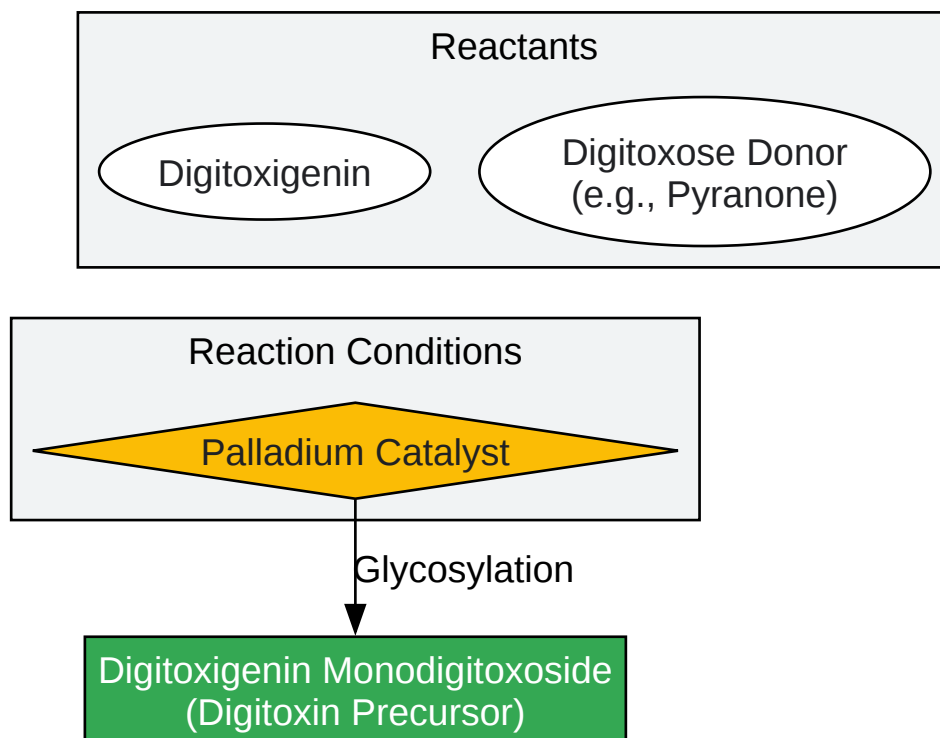 Reactants
Digitoxigenin
Digitoxose Donor
(e.g., Pyranone)
Reaction Conditions
Palladium Catalyst
Glycosylation
Digitoxigenin Monodigitoxoside
(Digitoxin Precursor)